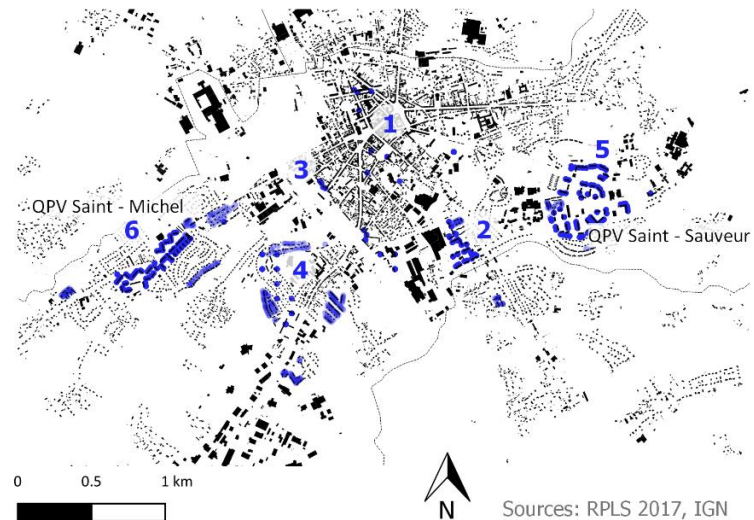 1
5
3
QPV Saint - Michel
6
2
QPV Saint - Sauveur
4
0 0.5 1 km
N
Sources: RPLS 2017, IGN